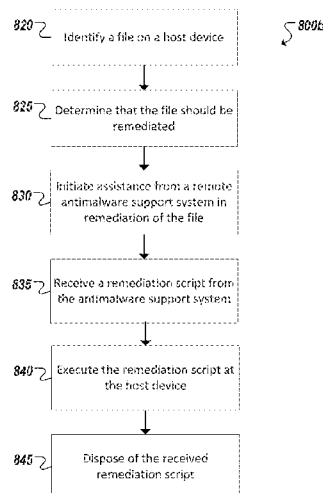 820
Identify a file on a host device
800b
825
Determine that the file should be
remediated
830
Initiate assistance from a remote
antimalware support system in
remediation of the file
835
Receive a remediation script from
the antimalware support system
840
Execute the remediation script at
the host device
845
Dispose of the received
remediation script